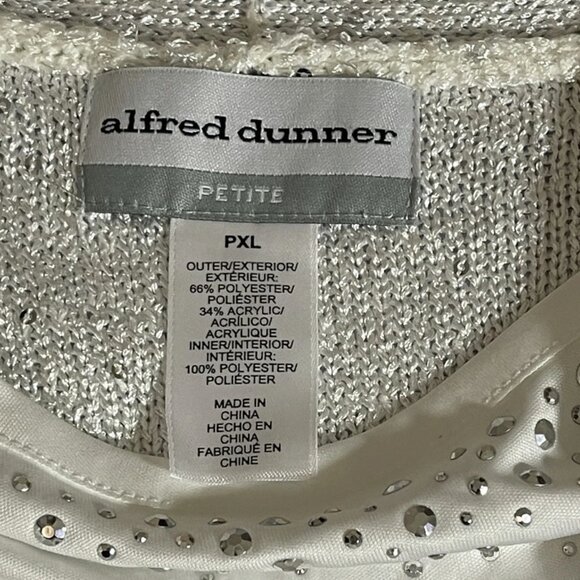 alfred dunner
PETITE
PXL
OUTER/EXTERIOR/
EXTÉRIEUR:
66% POLYESTER/
POLIÉSTER
34% ACRYLIC/
ACRÍLICO/
ACRYLIQUE
INNER/INTERIOR/
INTÉRIEUR:
100% POLYESTER/
POLIÉSTER
MADE IN
CHINA
HECHO EN
CHINA
FABRIQUÉ EN
CHINE